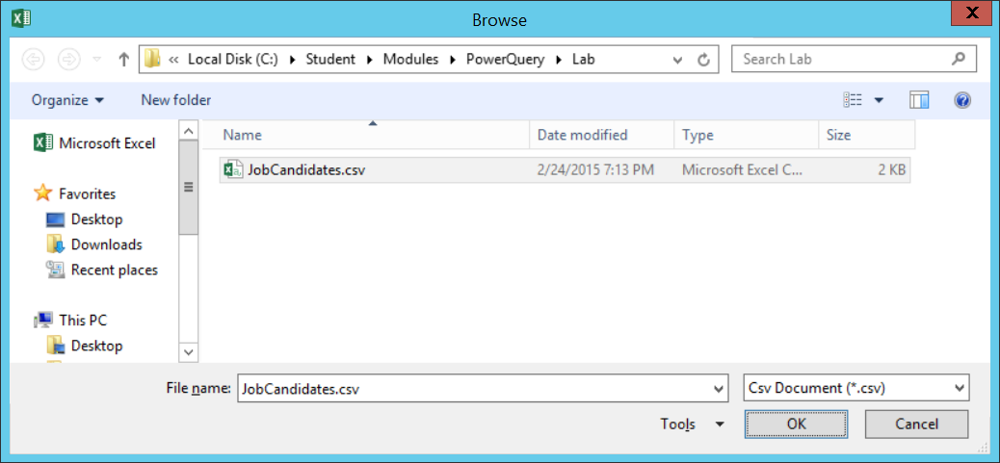 Browse
« Local Disk (C:) Student Modules PowerQuery Lab Search Lab
Organize New folder
Name Date modified Type Size
Microsoft Excel
JobCandidates.csv 2/24/2015 7:13 PM Microsoft Excel C... 2 KB
Favorites
Desktop
Downloads
Recent places
This PC
Desktop
File name: JobCandidates.csv Csv Document (*.csv)
Tools OK Cancel